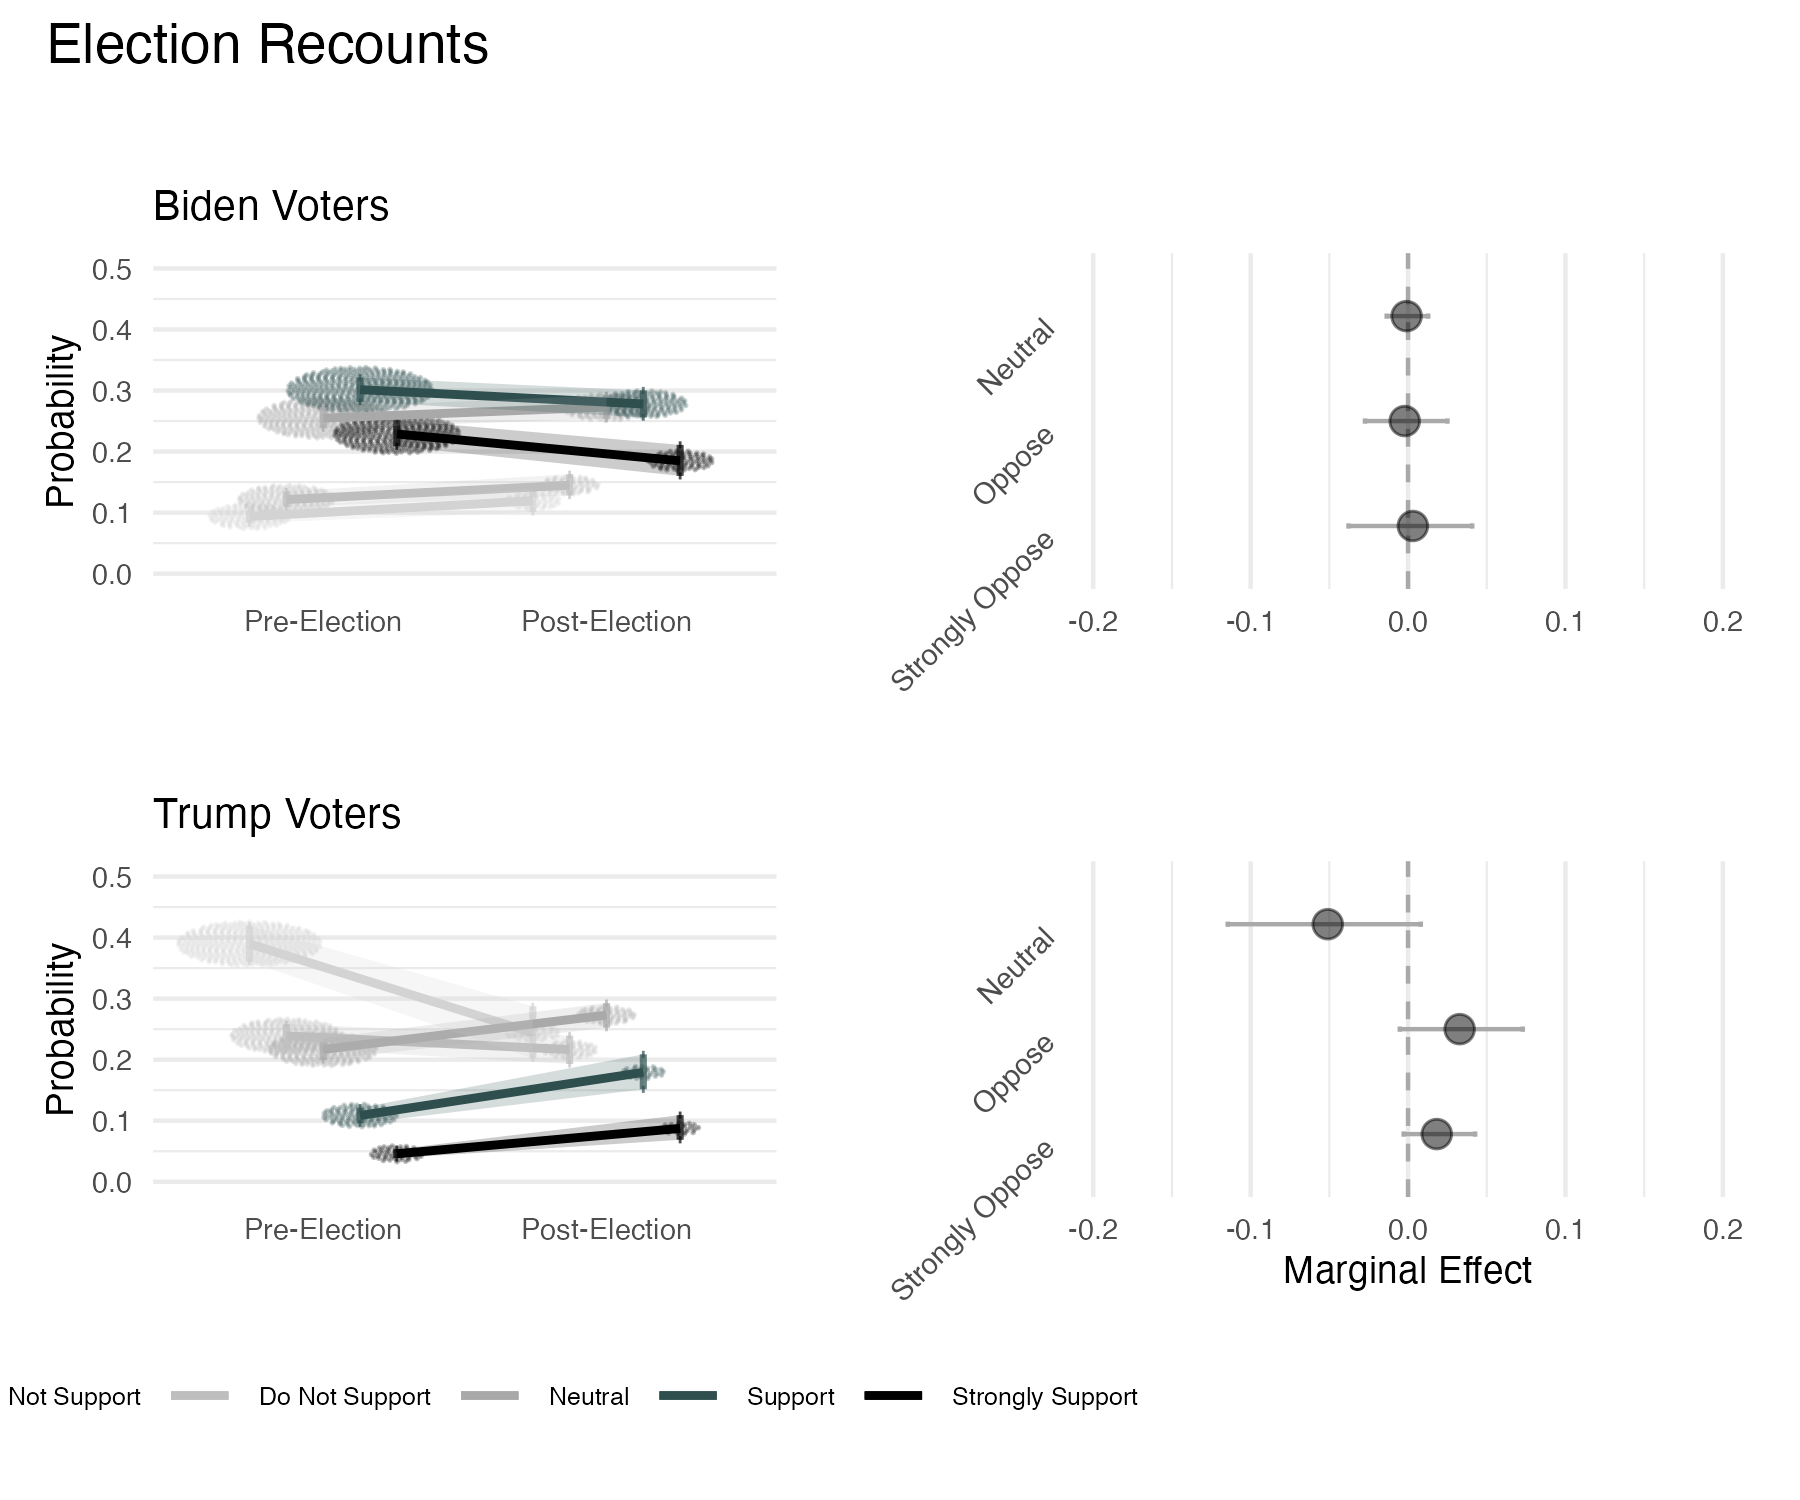 Election Recounts
Biden Voters
Probability
0.5
0.4
0.3
0.2
0.1
0.0
Pre-Election Post-Election
Neutral
Oppose
Strongly Oppose
-0.2 -0.1 0.0 0.1 0.2
Trump Voters
Probability
0.5
0.4
0.3
0.2
0.1
0.0
Pre-Election Post-Election
Neutral
Oppose
Strongly Oppose
-0.2 -0.1 0.0 0.1 0.2
Marginal Effect
Not Support Do Not Support Neutral Support Strongly Support